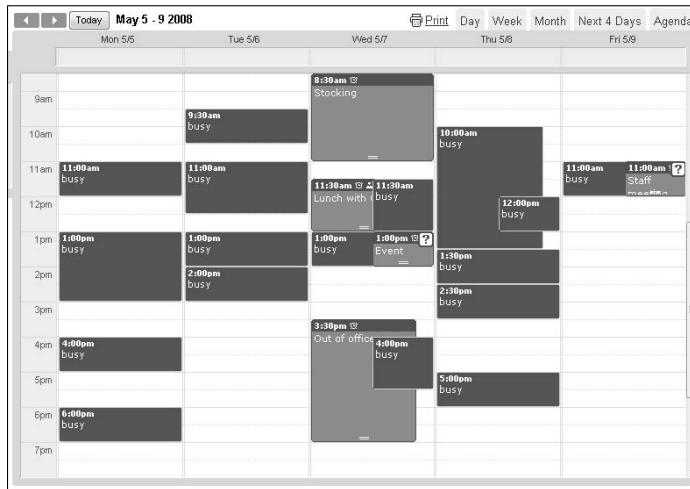 Today May 5 - 9 2008 Print Day Week Month Next 4 Days Agenda
Mon 5/5 Tue 5/6 Wed 5/7 Thu 5/8 Fri 5/9
8:30am
Stocking
9am
9:30am
busy
10am
10:00am
busy
11am
11:00am
busy
11:00am
busy
11:00am
busy
11:00am
?
Staff
meeting
11:30am
Lunch with
11:30am
busy
12pm
12:00pm
busy
1pm
1:00pm
busy
1:00pm
busy
1:00pm
busy
1:00pm
?
Event
1:30pm
busy
2pm
2:00pm
busy
2:30pm
busy
3pm
3:30pm
Out of office
4pm
4:00pm
busy
4:00pm
busy
5pm
5:00pm
busy
6pm
6:00pm
busy
7pm